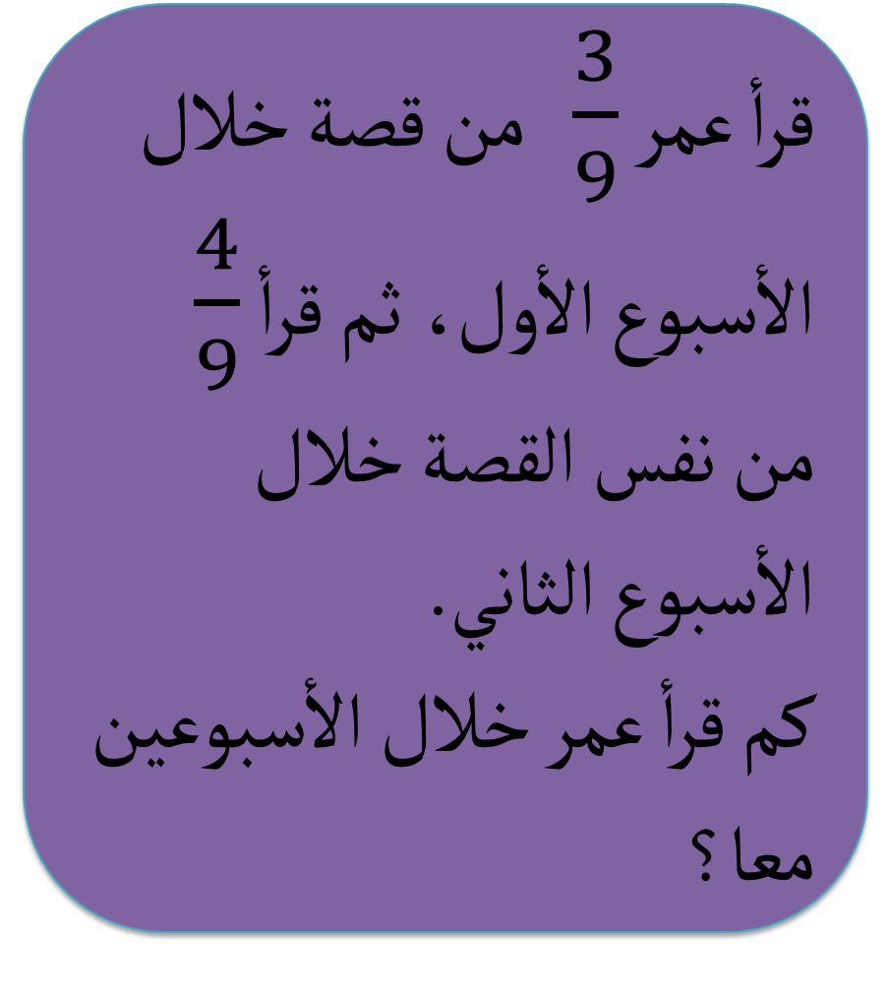 قرأ عمر 3/9 من قصة خلال
الأسبوع الأول، ثم قرأ 4/9
من نفس القصة خلال
الأسبوع الثاني.
كم قرأ عمر خلال الأسبوعين
معا؟